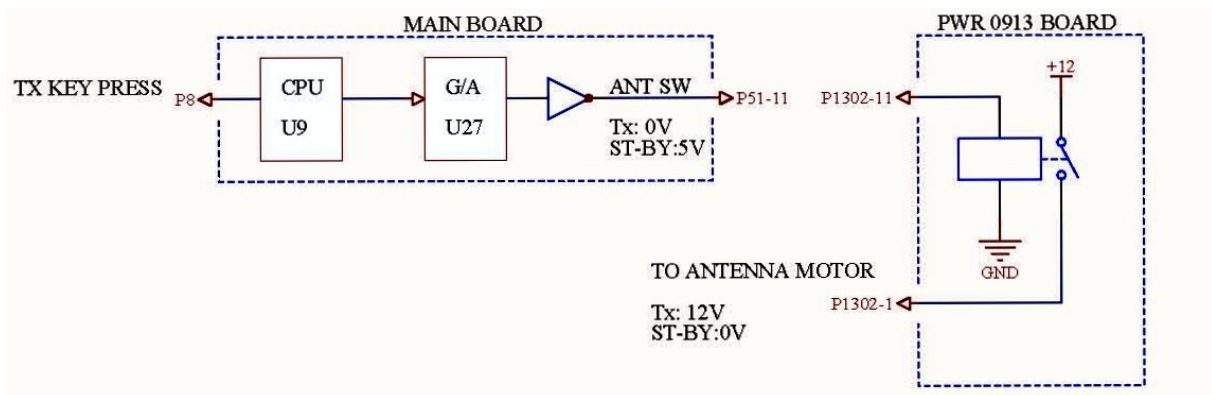 MAIN BOARD
PWR 0913 BOARD
+12
TX KEY PRESS
P8
CPU
U9
G/A
U27
ANT SW
P51-11
P1302-11
Tx: 0V
ST-BY:5V
GND
TO ANTENNA MOTOR
P1302-1
Tx: 12V
ST-BY:0V